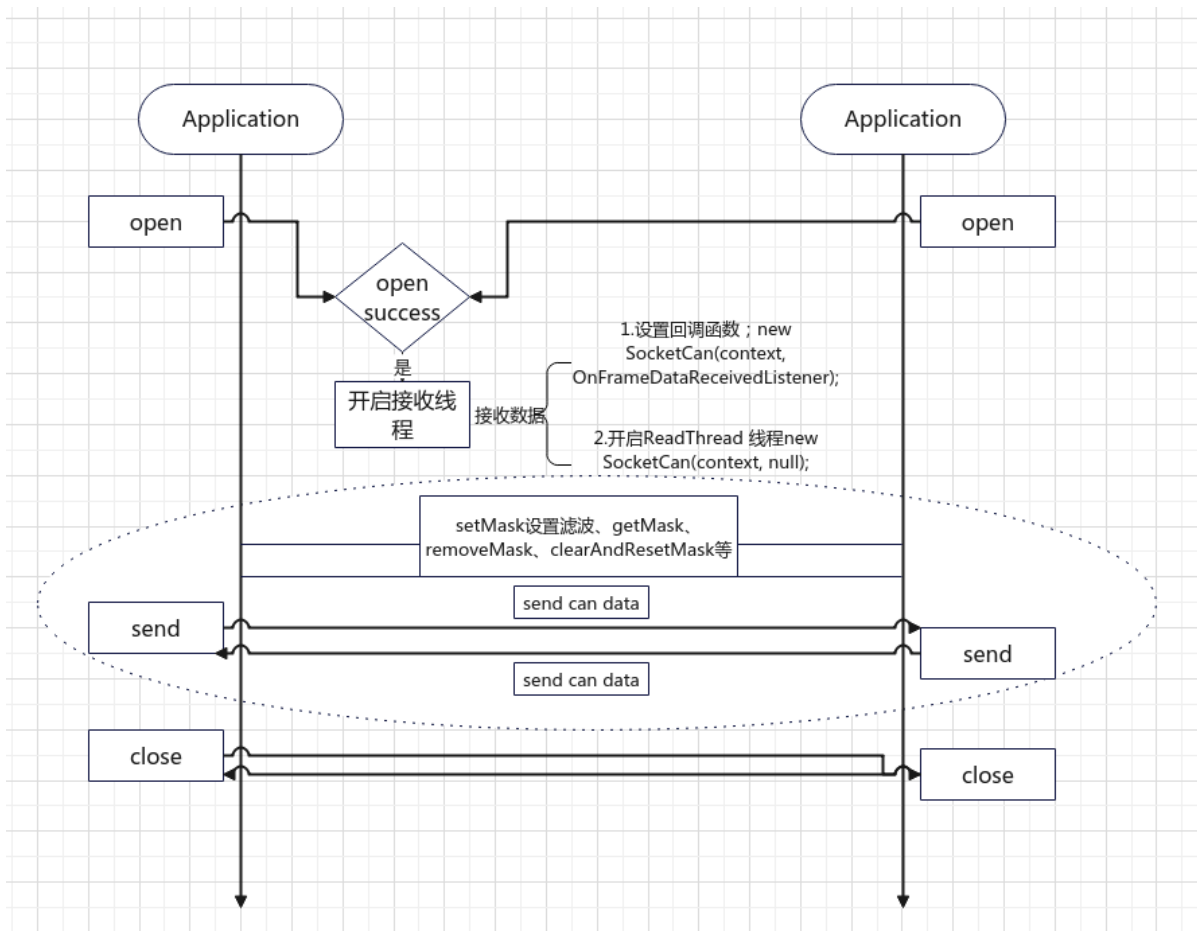 Application
Application
open
open
open
success
是
开启接收线
程
接收数据
1.设置回调函数；new
SocketCan(context,
OnFrameDataReceivedListener);
2.开启ReadThread 线程new
SocketCan(context, null);
setMask设置滤波、getMask、
removeMask、clearAndResetMask等
send can data
send
send
send can data
close
close